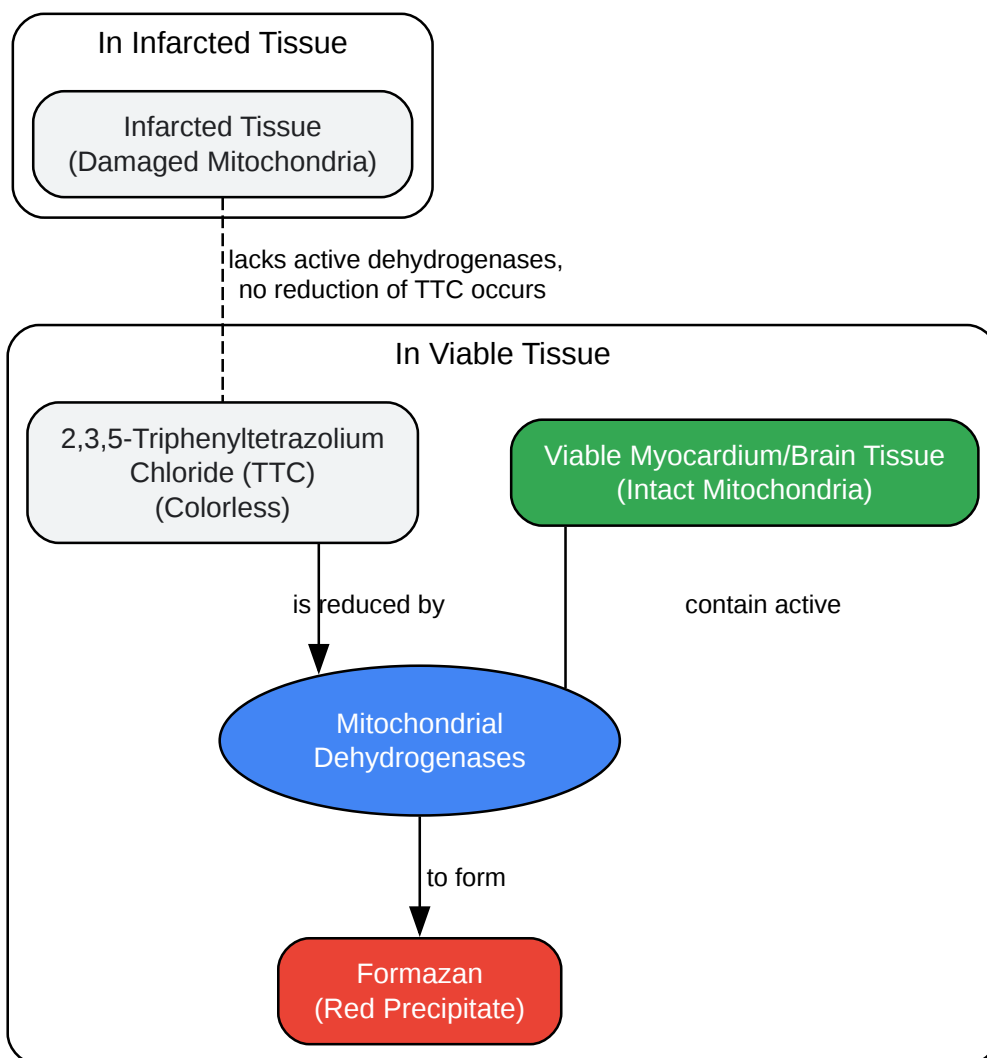 In Infarcted Tissue
Infarcted Tissue
(Damaged Mitochondria)
lacks active dehydrogenases,
no reduction of TTC occurs
In Viable Tissue
2,3,5-Triphenyltetrazolium
Chloride (TTC)
(Colorless)
Viable Myocardium/Brain Tissue
(Intact Mitochondria)
is reduced by
contain active
Mitochondrial
Dehydrogenases
to form
Formazan
(Red Precipitate)